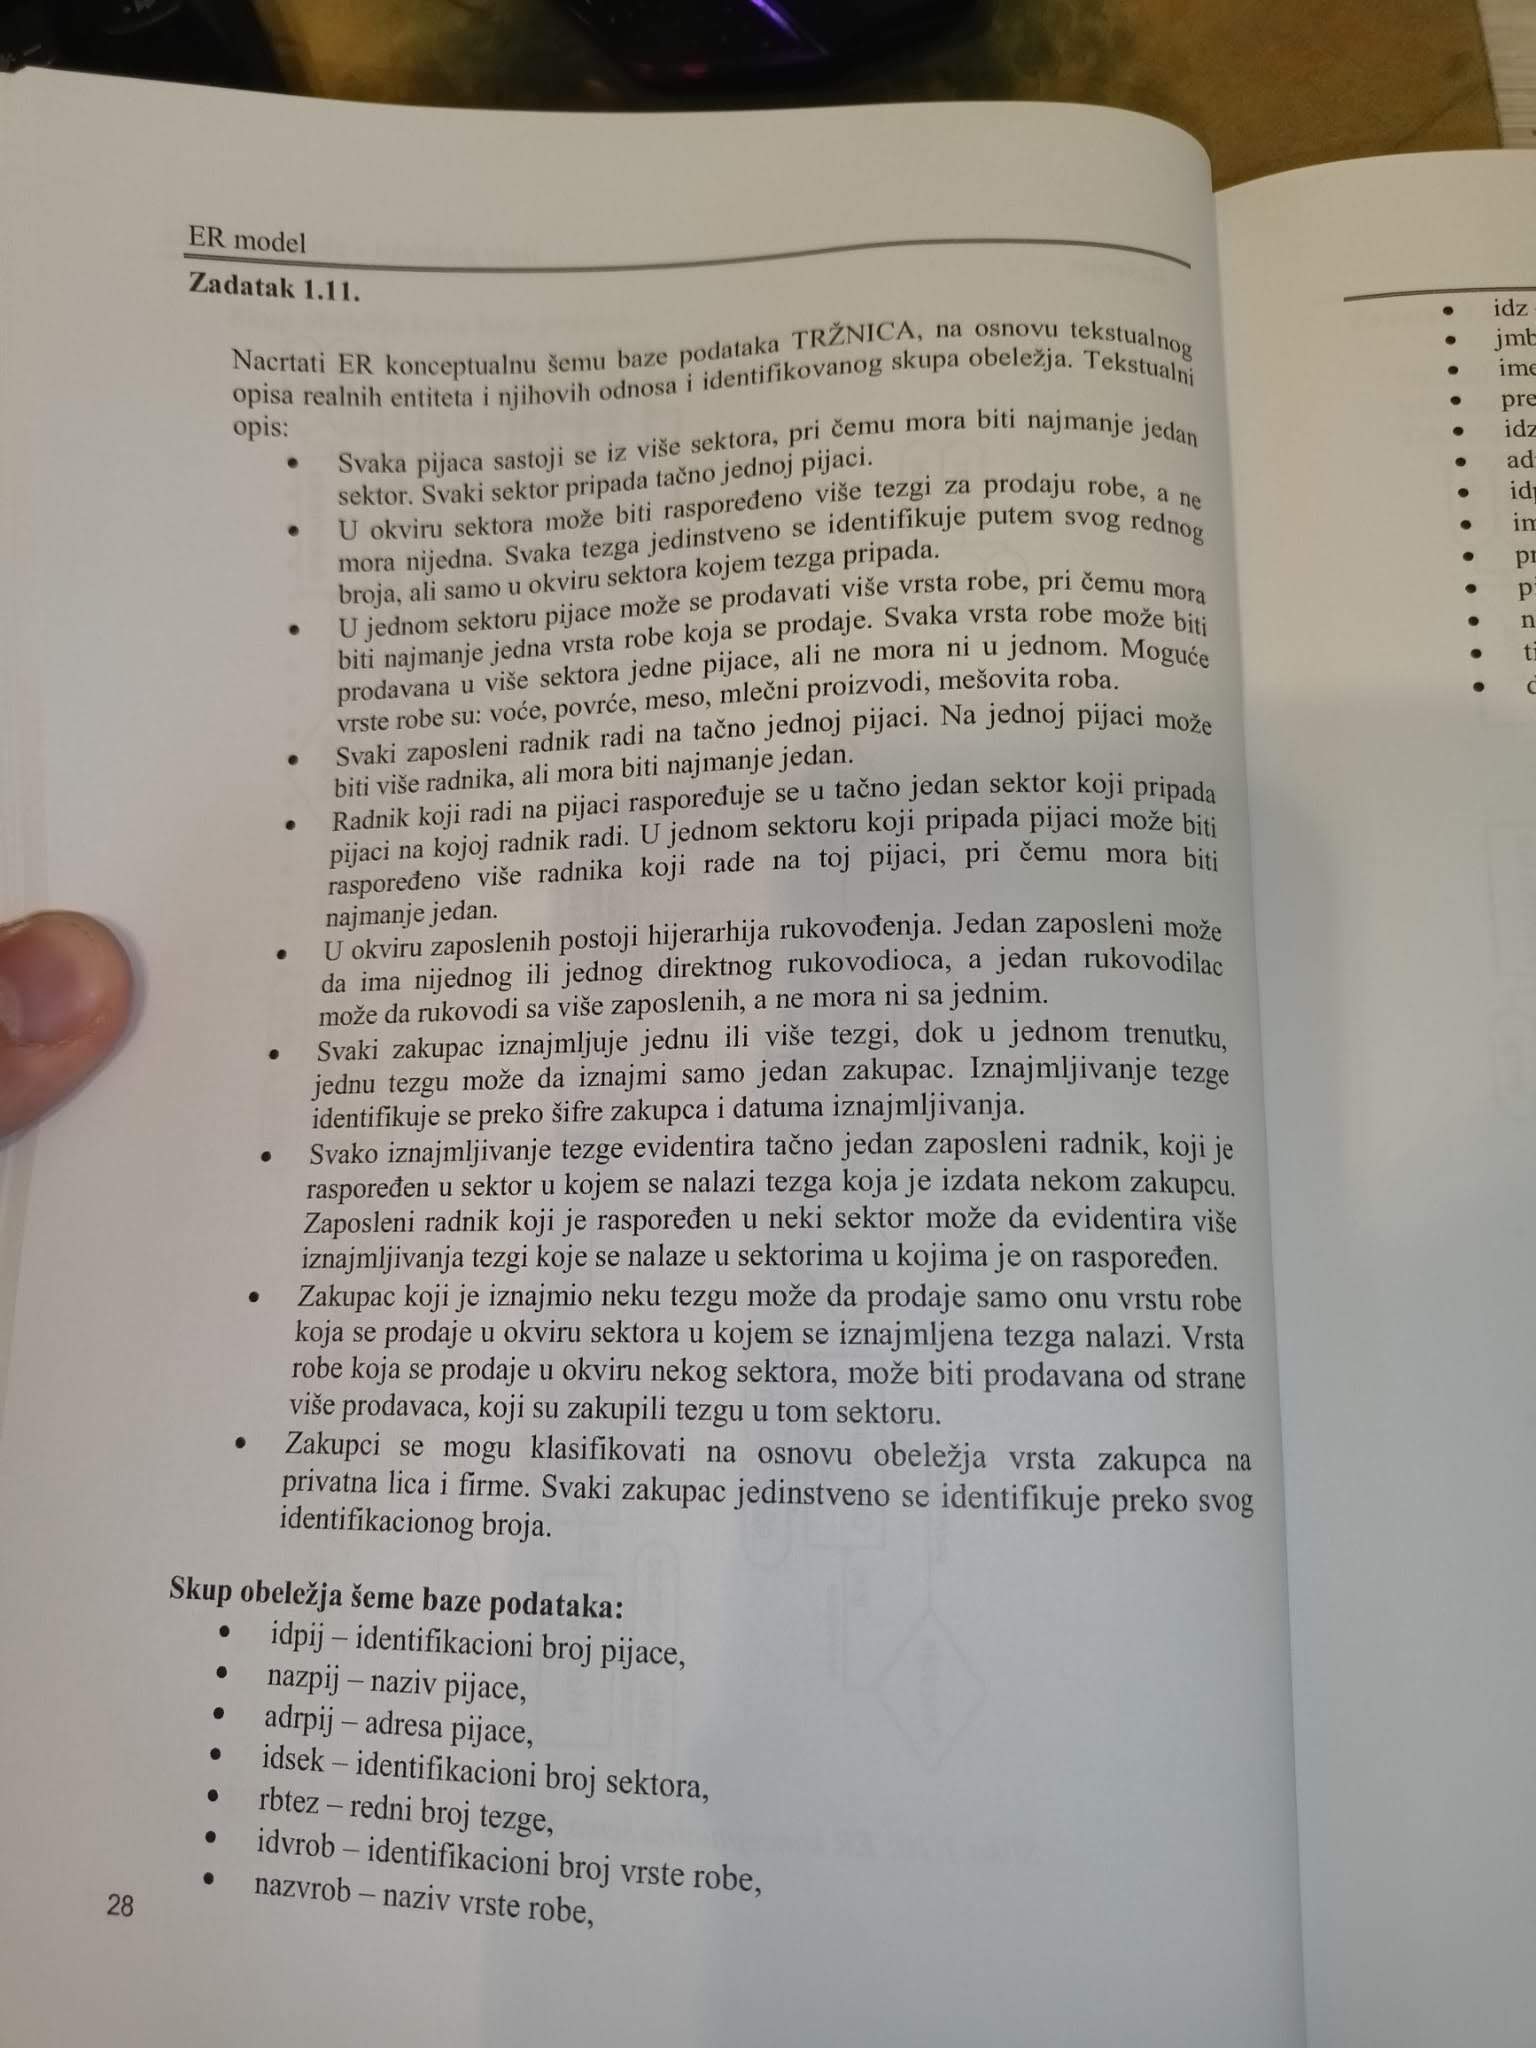 ER model
Zadatak 1.11.
Nacrtati ER konceptualnu šemu baze podataka TRŽNICA, na osnovu tekstualnog
opisa realnih entiteta i njihovih odnosa i identifikovanog skupa obeležja. Tekstualni
opis:
• Svaka pijaca sastoji se iz više sektora, pri čemu mora biti najmanje jedan
sektor. Svaki sektor pripada tačno jednoj pijaci.
• U okviru sektora može biti raspoređeno više tezgi za prodaju robe, a ne
mora nijedna. Svaka tezga jedinstveno se identifikuje putem svog rednog
broja, ali samo u okviru sektora kojem tezga pripada.
• U jednom sektoru pijace može se prodavati više vrsta robe, pri čemu mora
biti najmanje jedna vrsta robe koja se prodaje. Svaka vrsta robe može biti
prodavana u više sektora jedne pijace, ali ne mora ni u jednom. Moguće
vrste robe su: voće, povrće, meso, mlečni proizvodi, mešovita roba.
• Svaki zaposleni radnik radi na tačno jednoj pijaci. Na jednoj pijaci može
biti više radnika, ali mora biti najmanje jedan.
• Radnik koji radi na pijaci raspoređuje se u tačno jedan sektor koji pripada
pijaci na kojoj radnik radi. U jednom sektoru koji pripada pijaci može biti
raspoređeno više radnika koji rade na toj pijaci, pri čemu mora biti
najmanje jedan.
• U okviru zaposlenih postoji hijerarhija rukovođenja. Jedan zaposleni može
da ima nijednog ili jednog direktnog rukovodioca, a jedan rukovodilac
može da rukovodi sa više zaposlenih, a ne mora ni sa jednim.
• Svaki zakupac iznajmljuje jednu ili više tezgi, dok u jednom trenutku,
jednu tezgu može da iznajmi samo jedan zakupac. Iznajmljivanje tezge
identifikuje se preko šifre zakupca i datuma iznajmljivanja.
• Svako iznajmljivanje tezge evidentira tačno jedan zaposleni radnik, koji je
raspoređen u sektor u kojem se nalazi tezga koja je izdata nekom zakupcu.
Zaposleni radnik koji je raspoređen u neki sektor može da evidentira više
iznajmljivanja tezgi koje se nalaze u sektorima u kojima je on raspoređen.
• Zakupac koji je iznajmio neku tezgu može da prodaje samo onu vrstu robe
koja se prodaje u okviru sektora u kojem se iznajmljena tezga nalazi. Vrsta
robe koja se prodaje u okviru nekog sektora, može biti prodavana od strane
više prodavaca, koji su zakupili tezgu u tom sektoru.
• Zakupci se mogu klasifikovati na osnovu obeležja vrsta zakupca na
privatna lica i firme. Svaki zakupac jedinstveno se identifikuje preko svog
identifikacionog broja.
Skup obeležja šeme baze podataka:
• idpij – identifikacioni broj pijace,
• nazpij – naziv pijace,
• adrpij – adresa pijace,
• idsek – identifikacioni broj sektora,
• rbtez – redni broj tezge,
• idvrob – identifikacioni broj vrste robe,
• nazvrob – naziv vrste robe,
28
• idz